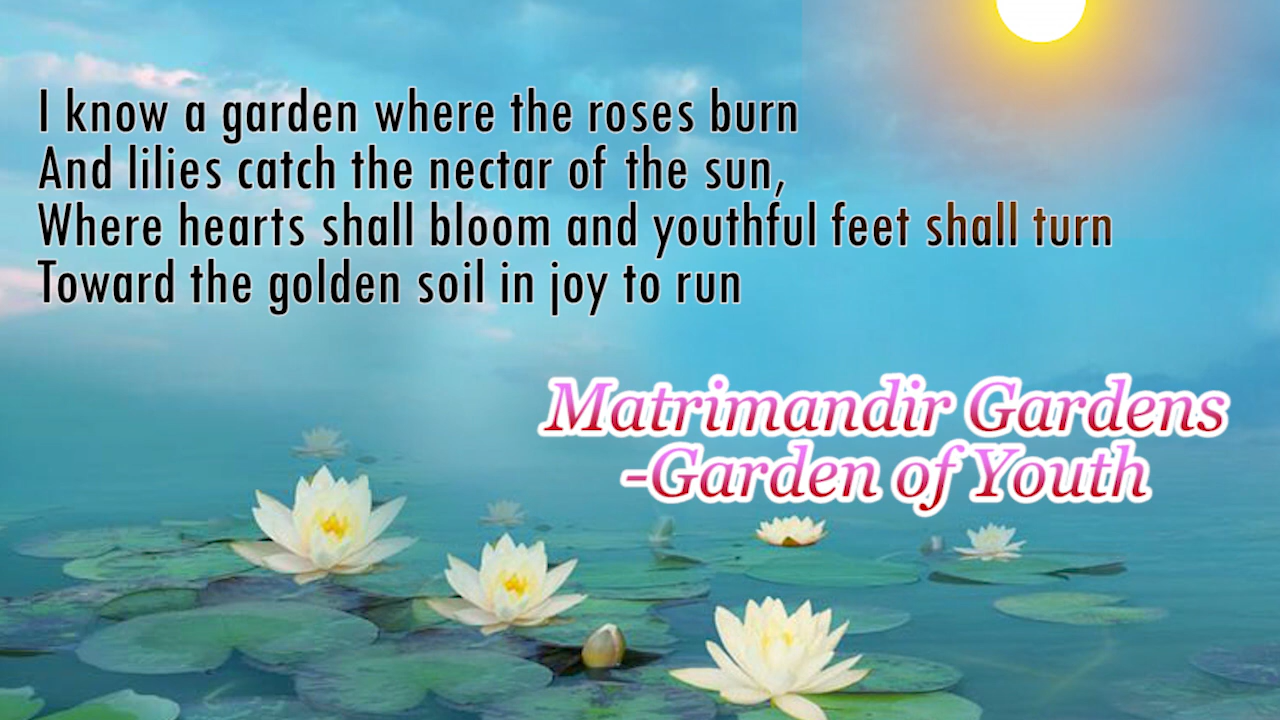 I know a garden where the roses burn
And lilies catch the nectar of the sun,
Where hearts shall bloom and youthful feet shall turn
Toward the golden soil in joy to run
Matrimandir Gardens
-Garden of Youth